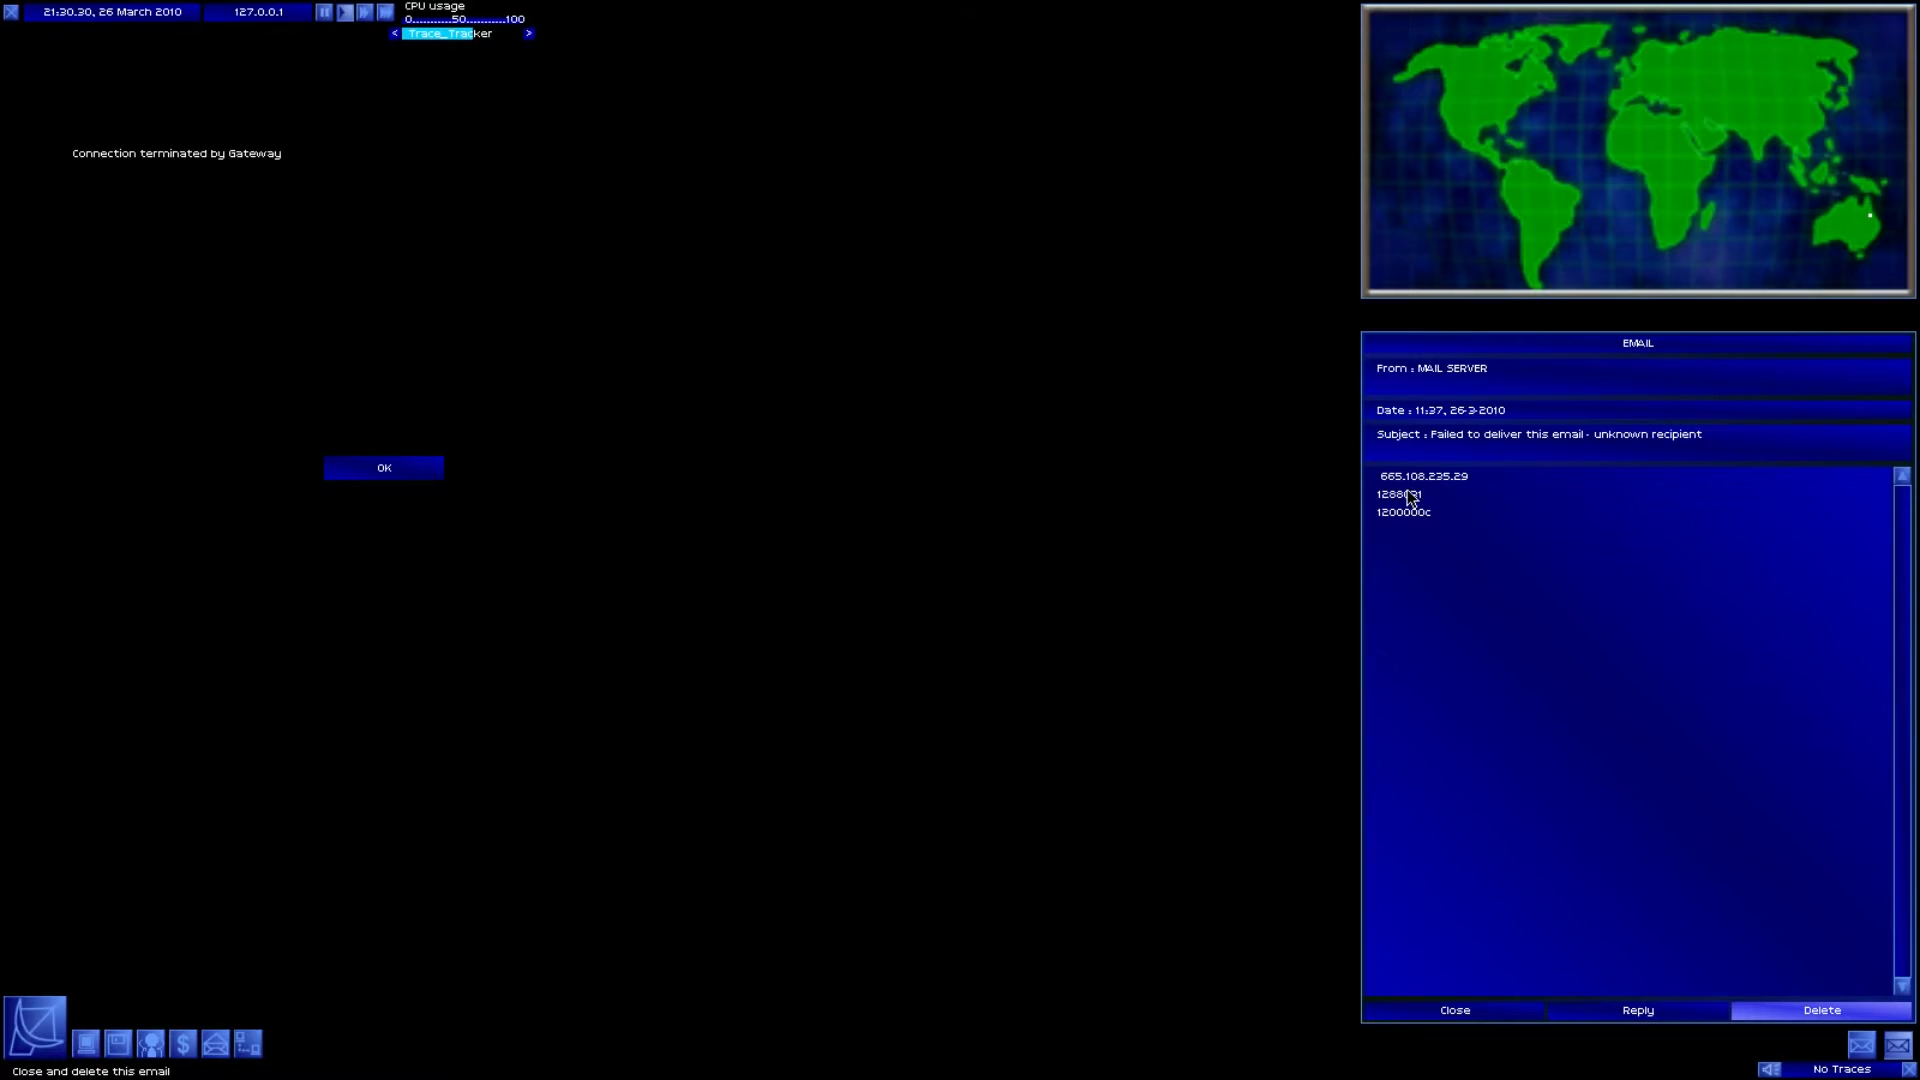 21:30.30, 26 March 2010
127.0.0.1
CPU usage
0...........50...........100
< Trace_Tracker >
Connection terminated by Gateway
OK
EMAIL
From : MAIL SERVER
Date : 11:37, 26-3-2010
Subject : Failed to deliver this email - unknown recipient
665.108.235.29
1200000c
Close
Reply
Delete
$
Close and delete this email
No Traces